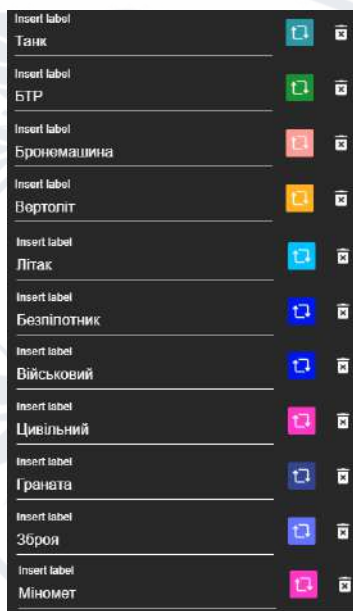 Insert label
Танк
Insert label
БТР
Insert label
Бронемашина
Insert label
Вертоліт
Insert label
Літак
Insert label
Безпілотник
Insert label
Військовий
Insert label
Цивільний
Insert label
Граната
Insert label
Зброя
Insert label
Міномет